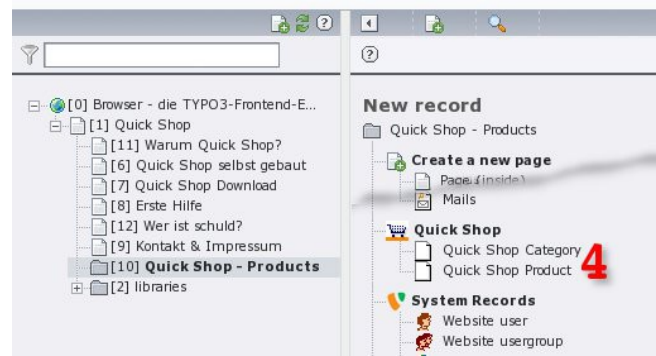 [0] Browser - die TYPO3-Frontend-E...
[1] Quick Shop
[11] Warum Quick Shop?
[6] Quick Shop selbst gebaut
[7] Quick Shop Download
[8] Erste Hilfe
[12] Wer ist schuld?
[9] Kontakt & Impressum
[10] Quick Shop - Products
[2] libraries
New record
Quick Shop - Products
Create a new page
Page (inside)
Mails
Quick Shop
Quick Shop Category
Quick Shop Product
4
System Records
Website user
Website usergroup